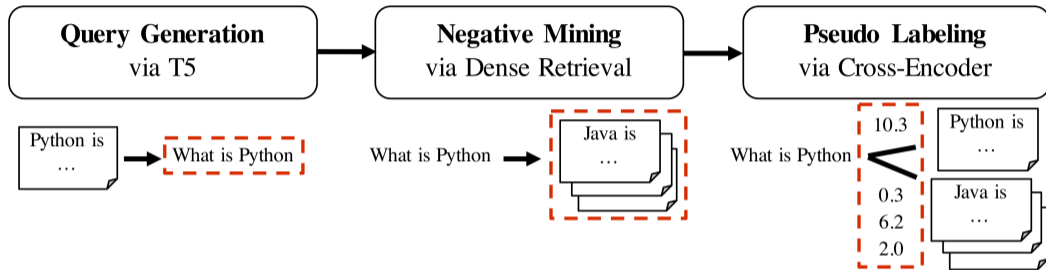 Query Generation
via T5
Negative Mining
via Dense Retrieval
Pseudo Labeling
via Cross-Encoder
Python is
...
What is Python
What is Python
Java is
...
What is Python
10.3
Python is
...
0.3
6.2
2.0
Java is
...